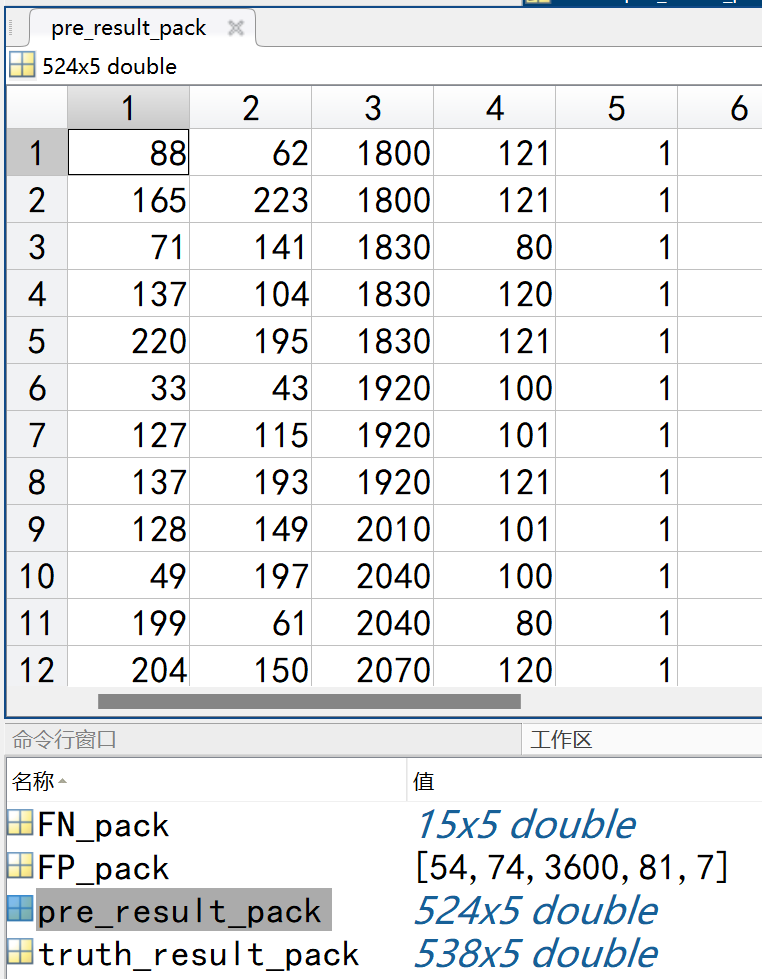 pre_result_pack
524x5 double
1 2 3 4 5 6
1 88 62 1800 121 1
2 165 223 1800 121 1
3 71 141 1830 80 1
4 137 104 1830 120 1
5 220 195 1830 121 1
6 33 43 1920 100 1
7 127 115 1920 101 1
8 137 193 1920 121 1
9 128 149 2010 101 1
10 49 197 2040 100 1
11 199 61 2040 80 1
12 204 150 2070 120 1
命令行窗口 工作区
名称 值
FN_pack 15x5 double
FP_pack [54, 74, 3600, 81, 7]
pre_result_pack 524x5 double
truth_result_pack 538x5 double